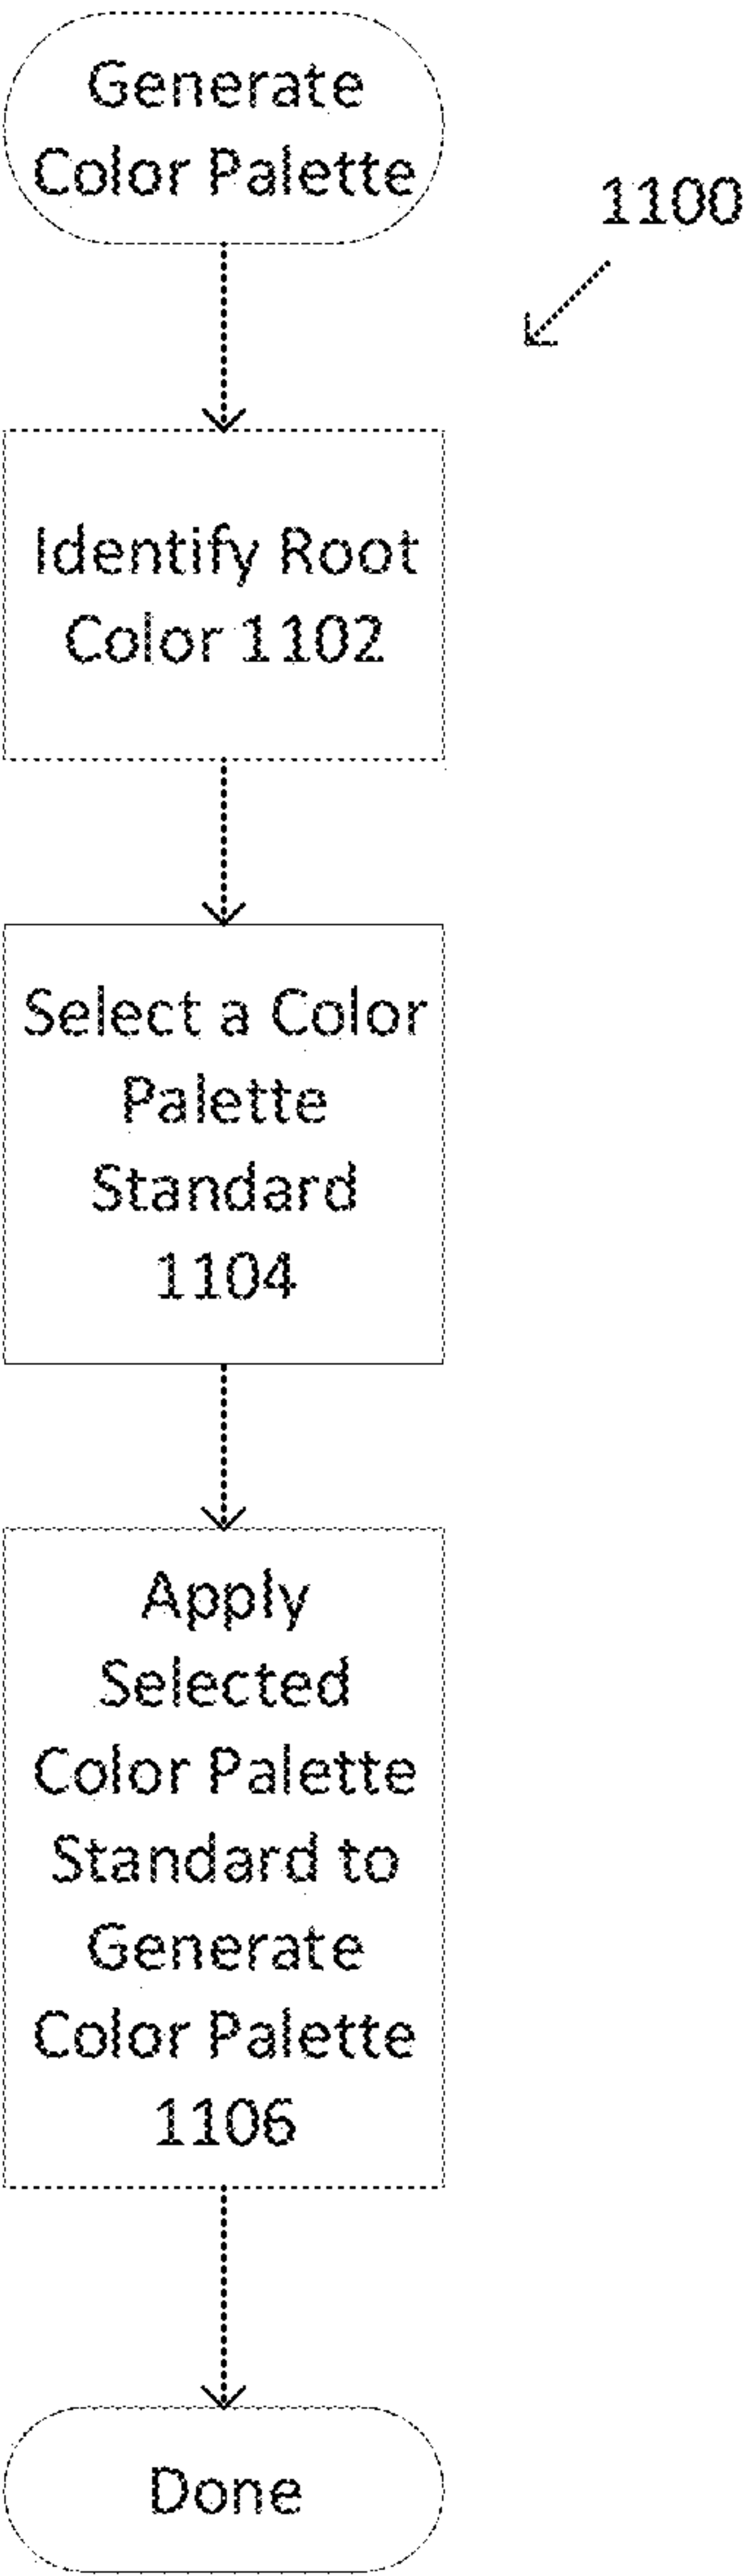 Generate
Color Palette
1100
Identify Root
Color 1102
Select a Color
Palette
Standard
1104
Apply
Selected
Color Palette
Standard to
Generate
Color Palette
1106
Done